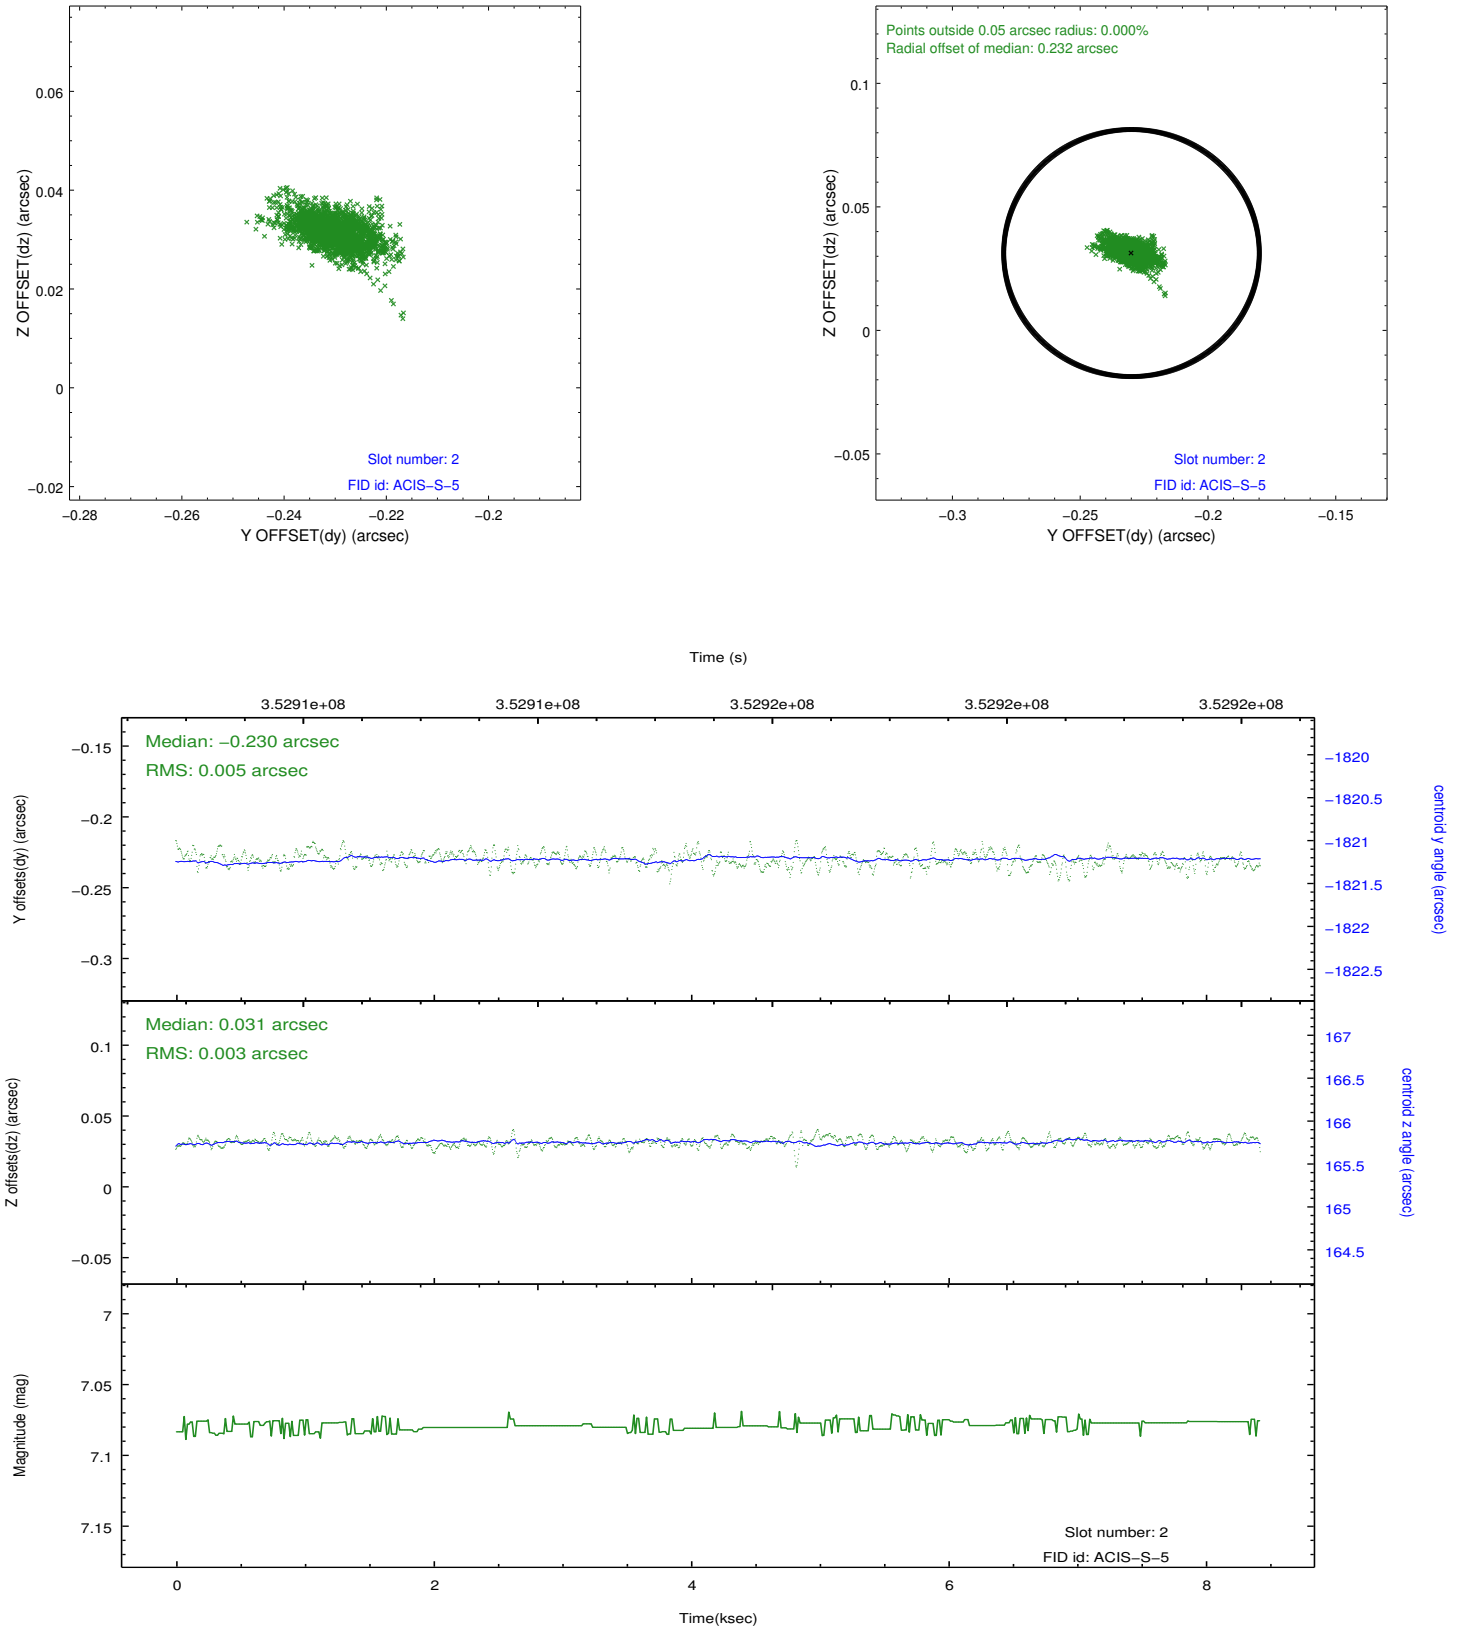 0.06
0.04
0.02
0
−0.02
Z OFFSET(dz) (arcsec)
Slot number: 2
FID id: ACIS−S−5
−0.28
−0.26
−0.24
−0.22
−0.2
Y OFFSET(dy) (arcsec)
Points outside 0.05 arcsec radius: 0.000%
Radial offset of median: 0.232 arcsec
0.1
0.05
0
−0.05
Z OFFSET(dz) (arcsec)
Slot number: 2
FID id: ACIS−S−5
−0.3
−0.25
−0.2
−0.15
Y OFFSET(dy) (arcsec)
Time (s)
3.5291e+08
3.5291e+08
3.5292e+08
3.5292e+08
3.5292e+08
Median: −0.230 arcsec
RMS: 0.005 arcsec
−0.15
−0.2
−0.25
−0.3
Y offsets(dy) (arcsec)
−1820
−1820.5
−1821
−1821.5
−1822
−1822.5
centroid y angle (arcsec)
Median: 0.031 arcsec
RMS: 0.003 arcsec
0.1
0.05
0
−0.05
Z offsets(dz) (arcsec)
167
166.5
166
165.5
165
164.5
centroid z angle (arcsec)
7
7.05
7.1
7.15
Magnitude (mag)
Slot number: 2
FID id: ACIS−S−5
0
2
4
6
8
Time(ksec)